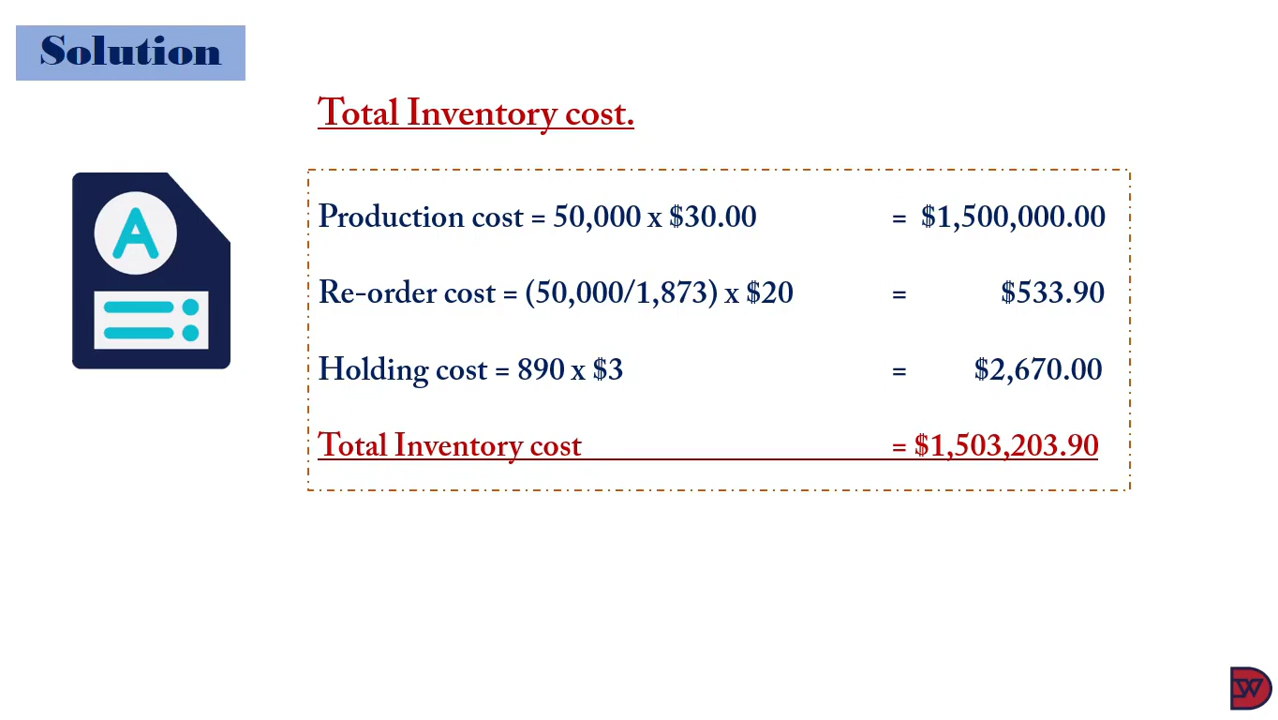 Solution
Total Inventory cost.
A
Production cost = 50,000 x $30.00 = $1,500,000.00
Re-order cost = (50,000/1,873) x $20 = $533.90
Holding cost = 890 x $3 = $2,670.00
Total Inventory cost = $1,503,203.90
DW